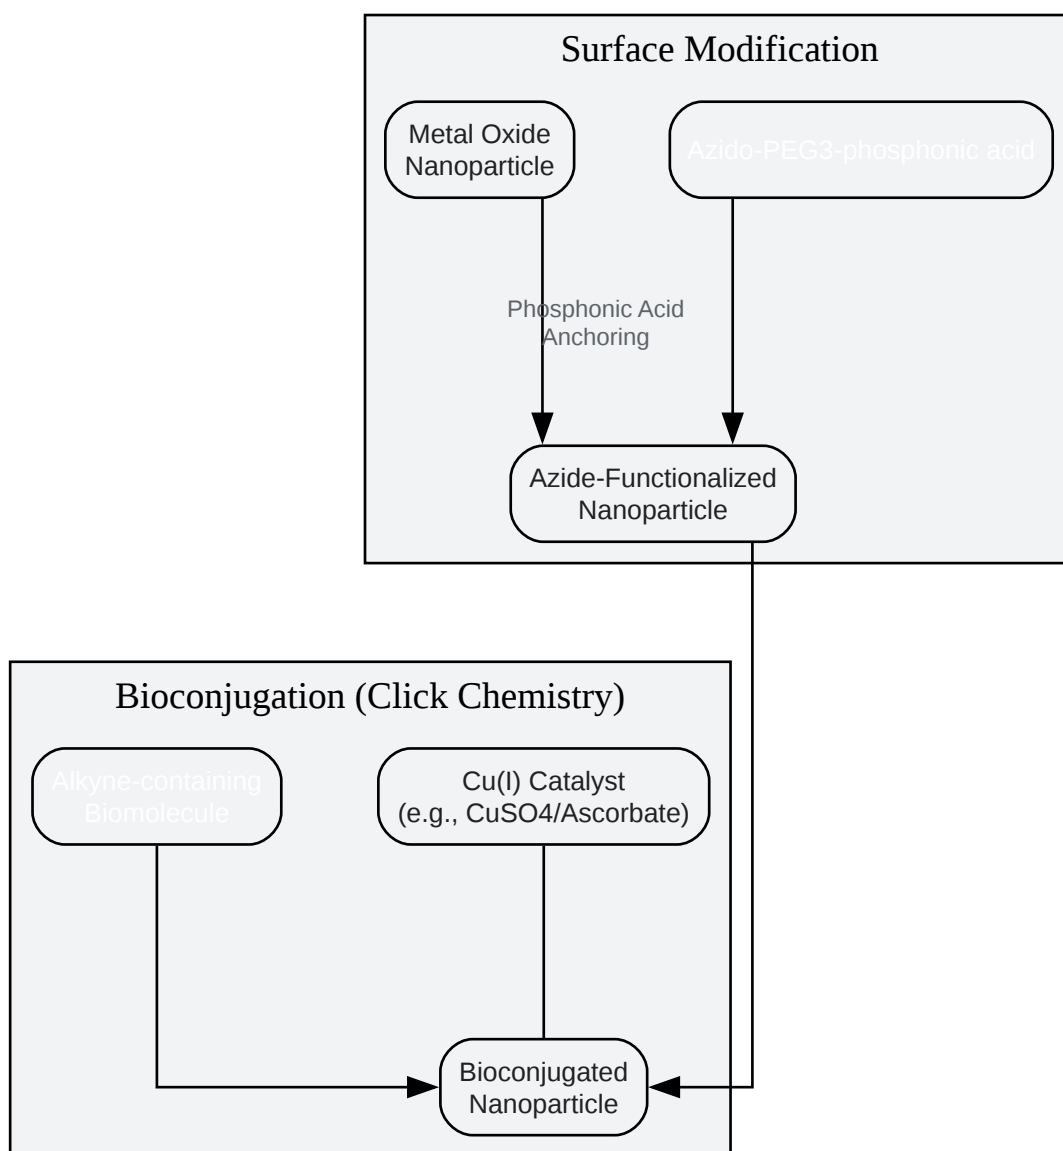 Surface Modification
Metal Oxide
Nanoparticle
Azido-PEG3-phosphonic acid
Phosphonic Acid
Anchoring
Azide-Functionalized
Nanoparticle
Bioconjugation (Click Chemistry)
Alkyne-containing
Biomolecule
Cu(I) Catalyst
(e.g., CuSO4/Ascorbate)
Bioconjugated
Nanoparticle